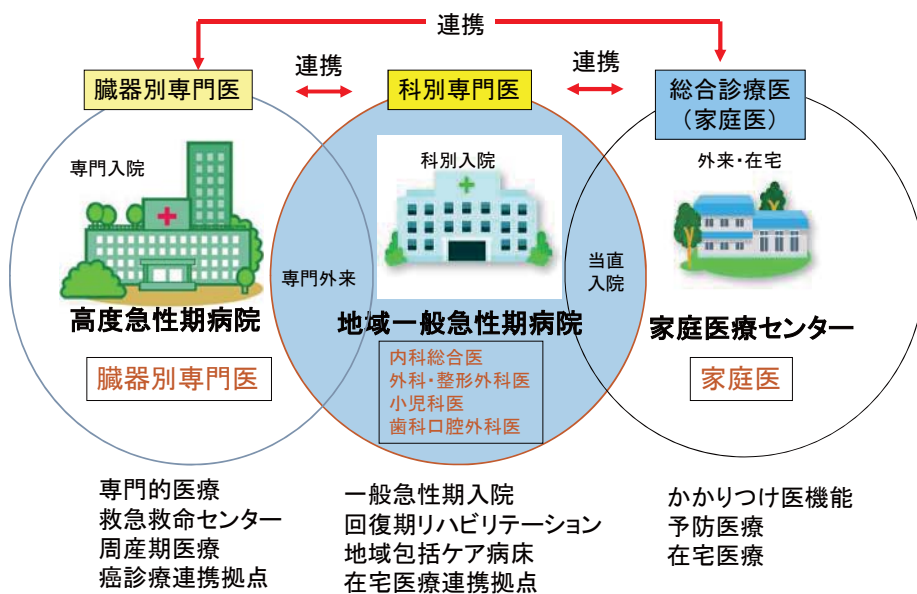 連携
臓器別専門医
連携
科別専門医
連携
総合診療医
（家庭医）
専門入院
科別入院
外来・在宅
専門外来
当直
入院
高度急性期病院
地域一般急性期病院
家庭医療センター
臓器別専門医
内科総合医
外科・整形外科医
小児科医
歯科口腔外科医
家庭医
専門的医療
救急救命センター
周産期医療
癌診療連携拠点
一般急性期入院
回復期リハビリテーション
地域包括ケア病床
在宅医療連携拠点
かかりつけ医機能
予防医療
在宅医療